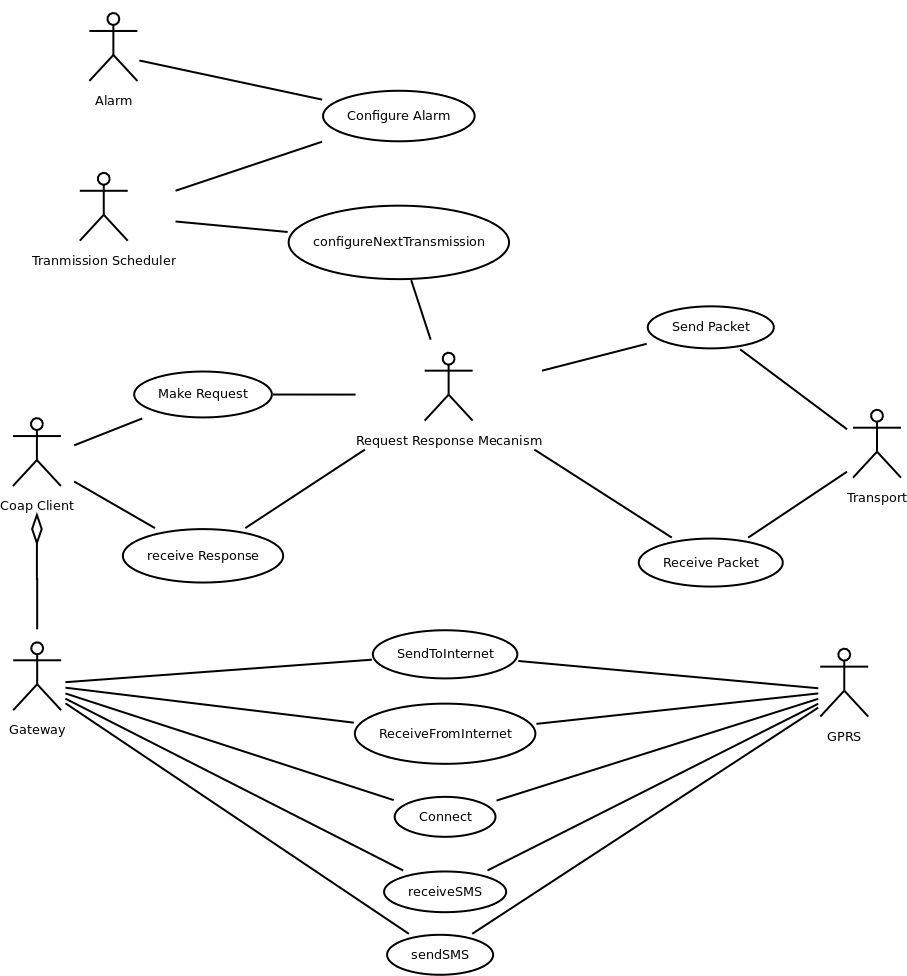 Alarm
Configure Alarm
Tranmission Scheduler
configureNextTransmission
Send Packet
Make Request
Request Response Mecanism
Coap Client
Transport
receive Response
Receive Packet
SendToInternet
Gateway
ReceiveFromInternet
GPRS
Connect
receiveSMS
sendSMS